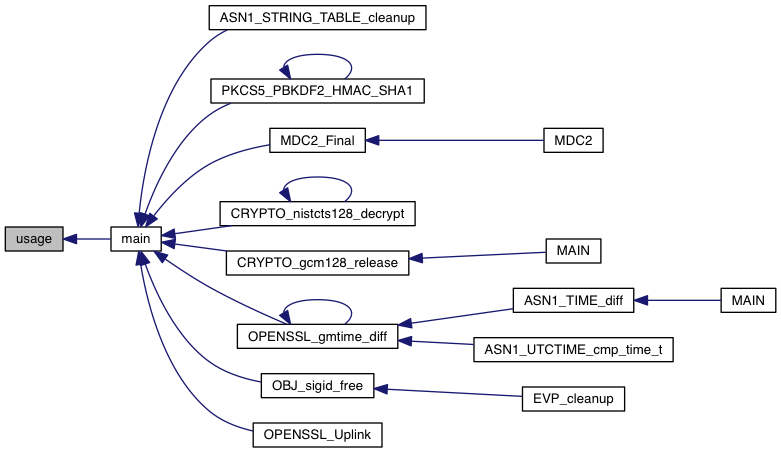 ASN1_STRING_TABLE_cleanup
PKCS5_PBKDF2_HMAC_SHA1
MDC2_Final
MDC2
CRYPTO_nistcts128_decrypt
usage
main
MAIN
CRYPTO_gcm128_release
ASN1_TIME_diff
MAIN
OPENSSL_gmtime_diff
ASN1_UTCTIME_cmp_time_t
OBJ_sigid_free
EVP_cleanup
OPENSSL_Uplink